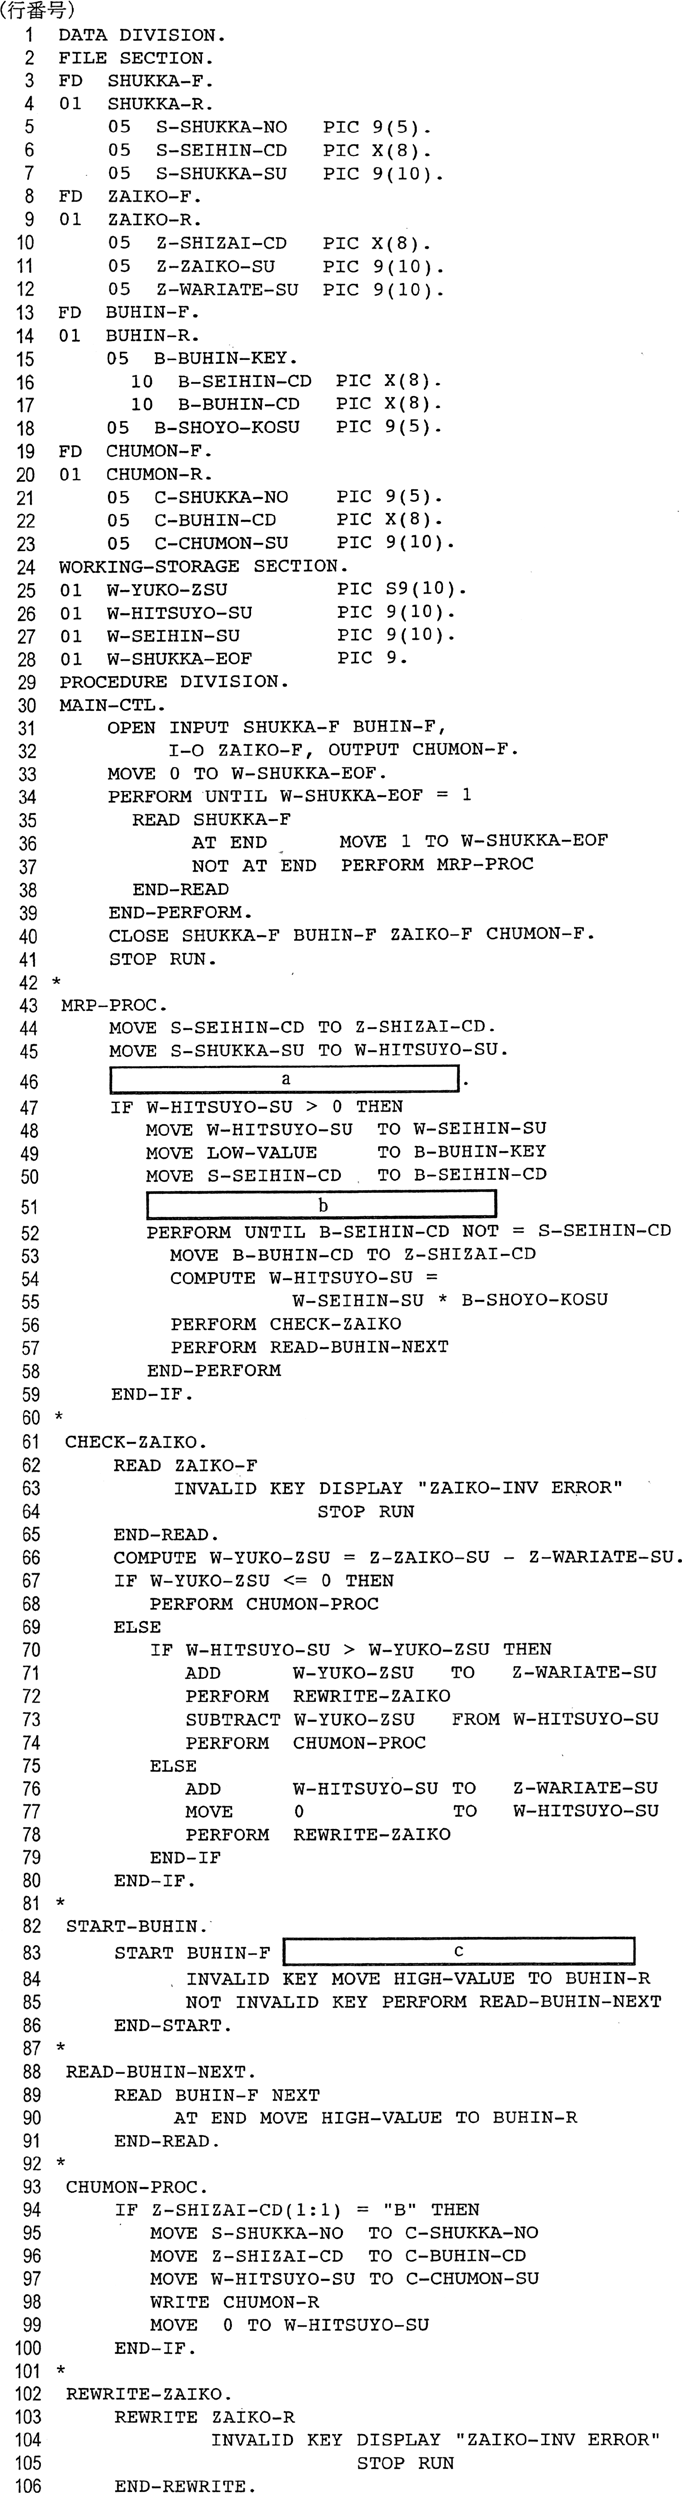 (行番号)
1 DATA DIVISION.
2 FILE SECTION.
3 FD SHUKKA-F.
4 01 SHUKKA-R.
5 05 S-SHUKKA-NO PIC 9(5).
6 05 S-SEIHIN-CD PIC X(8).
7 05 S-SHUKKA-SU PIC 9(10).
8 FD ZAIKO-F.
9 01 ZAIKO-R.
10 05 Z-SHIZAI-CD PIC X(8).
11 05 Z-ZAIKO-SU PIC 9(10).
12 05 Z-WARIATE-SU PIC 9(10).
13 FD BUHIN-F.
14 01 BUHIN-R.
15 05 B-BUHIN-KEY.
16 10 B-SEIHIN-CD PIC X(8).
17 10 B-BUHIN-CD PIC X(8).
18 05 B-SHOYO-KOSU PIC 9(5).
19 FD CHUMON-F.
20 01 CHUMON-R.
21 05 C-SHUKKA-NO PIC 9(5).
22 05 C-BUHIN-CD PIC X(8).
23 05 C-CHUMON-SU PIC 9(10).
24 WORKING-STORAGE SECTION.
25 01 W-YUKO-ZSU PIC S9(10).
26 01 W-HITSUYO-SU PIC 9(10).
27 01 W-SEIHIN-SU PIC 9(10).
28 01 W-SHUKKA-EOF PIC 9.
29 PROCEDURE DIVISION.
30 MAIN-CTL.
31 OPEN INPUT SHUKKA-F BUHIN-F,
32 I-O ZAIKO-F, OUTPUT CHUMON-F.
33 MOVE 0 TO W-SHUKKA-EOF.
34 PERFORM UNTIL W-SHUKKA-EOF = 1
35 READ SHUKKA-F
36 AT END MOVE 1 TO W-SHUKKA-EOF
37 NOT AT END PERFORM MRP-PROC
38 END-READ
39 END-PERFORM.
40 CLOSE SHUKKA-F BUHIN-F ZAIKO-F CHUMON-F.
41 STOP RUN.
42 *
43 MRP-PROC.
44 MOVE S-SEIHIN-CD TO Z-SHIZAI-CD.
45 MOVE S-SHUKKA-SU TO W-HITSUYO-SU.
46 a .
47 IF W-HITSUYO-SU > 0 THEN
48 MOVE W-HITSUYO-SU TO W-SEIHIN-SU
49 MOVE LOW-VALUE TO B-BUHIN-KEY
50 MOVE S-SEIHIN-CD TO B-SEIHIN-CD
51 b
52 PERFORM UNTIL B-SEIHIN-CD NOT = S-SEIHIN-CD
53 MOVE B-BUHIN-CD TO Z-SHIZAI-CD
54 COMPUTE W-HITSUYO-SU =
55 W-SEIHIN-SU * B-SHOYO-KOSU
56 PERFORM CHECK-ZAIKO
57 PERFORM READ-BUHIN-NEXT
58 END-PERFORM
59 END-IF.
60 *
61 CHECK-ZAIKO.
62 READ ZAIKO-F
63 INVALID KEY DISPLAY "ZAIKO-INV ERROR"
64 STOP RUN
65 END-READ.
66 COMPUTE W-YUKO-ZSU = Z-ZAIKO-SU - Z-WARIATE-SU.
67 IF W-YUKO-ZSU <= 0 THEN
68 PERFORM CHUMON-PROC
69 ELSE
70 IF W-HITSUYO-SU > W-YUKO-ZSU THEN
71 ADD W-YUKO-ZSU TO Z-WARIATE-SU
72 PERFORM REWRITE-ZAIKO
73 SUBTRACT W-YUKO-ZSU FROM W-HITSUYO-SU
74 PERFORM CHUMON-PROC
75 ELSE
76 ADD W-HITSUYO-SU TO Z-WARIATE-SU
77 MOVE 0 TO W-HITSUYO-SU
78 PERFORM REWRITE-ZAIKO
79 END-IF
80 END-IF.
81 *
82 START-BUHIN.
83 START BUHIN-F c
84 INVALID KEY MOVE HIGH-VALUE TO BUHIN-R
85 NOT INVALID KEY PERFORM READ-BUHIN-NEXT
86 END-START.
87 *
88 READ-BUHIN-NEXT.
89 READ BUHIN-F NEXT
90 AT END MOVE HIGH-VALUE TO BUHIN-R
91 END-READ.
92 *
93 CHUMON-PROC.
94 IF Z-SHIZAI-CD(1:1) = "B" THEN
95 MOVE S-SHUKKA-NO TO C-SHUKKA-NO
96 MOVE Z-SHIZAI-CD TO C-BUHIN-CD
97 MOVE W-HITSUYO-SU TO C-CHUMON-SU
98 WRITE CHUMON-R
99 MOVE 0 TO W-HITSUYO-SU
100 END-IF.
101 *
102 REWRITE-ZAIKO.
103 REWRITE ZAIKO-R
104 INVALID KEY DISPLAY "ZAIKO-INV ERROR"
105 STOP RUN
106 END-REWRITE.